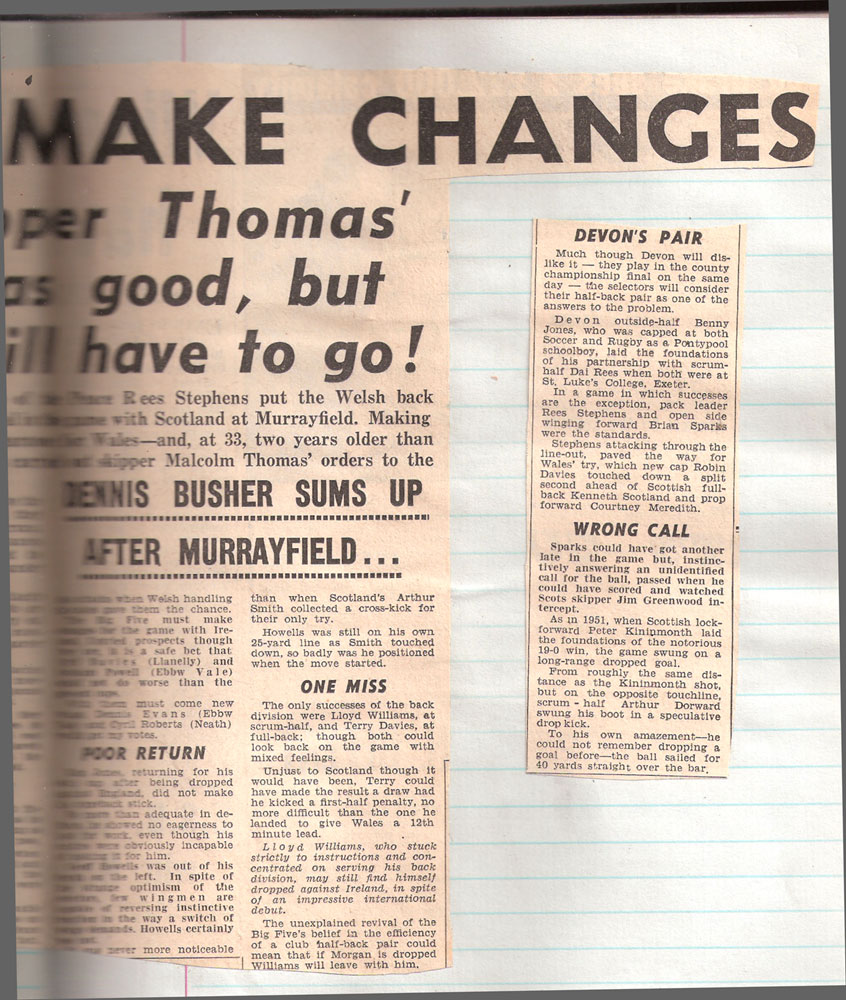 MAKE CHANGES
per Thomas'
as good, but
ill have to go!
Rees Stephens put the Welsh back
with Scotland at Murrayfield. Making
Wales—and, at 33, two years older than
skipper Malcolm Thomas' orders to the
DENNIS BUSHER SUMS UP
AFTER MURRAYFIELD...
when Welsh handling
gave them the chance.
Big Five must make
the game with Ire-
prospects though
it is a safe bet that
(Llanelly) and
Powell (Ebbw Vale)
do worse than the
must come new
Dennis Evans (Ebbw
and Cyril Roberts (Neath)
my votes.
POOR RETURN
Jones, returning for his
after being dropped
England, did not make
stick.
more than adequate in de-
showed no eagerness to
work, even though his
were obviously incapable
it for him.
Howells was out of his
on the left. In spite of
optimism of the
few wingmen are
of reversing instinctive
in the way a switch of
demands. Howells certainly
not.
never more noticeable
than when Scotland's Arthur
Smith collected a cross-kick for
their only try.
Howells was still on his own
25-yard line as Smith touched
down, so badly was he positioned
when the move started.
ONE MISS
The only successes of the back
division were Lloyd Williams, at
scrum-half, and Terry Davies, at
full-back; though both could
look back on the game with
mixed feelings.
Unjust to Scotland though it
would have been, Terry could
have made the result a draw had
he kicked a first-half penalty, no
more difficult than the one he
landed to give Wales a 12th
minute lead.
Lloyd Williams, who stuck
strictly to instructions and con-
centrated on serving his back
division, may still find himself
dropped against Ireland, in spite
of an impressive international
debut.
The unexplained revival of the
Big Five's belief in the efficiency
of a club half-back pair could
mean that if Morgan is dropped
Williams will leave with him.
DEVON'S PAIR
Much though Devon will dis-
like it — they play in the county
championship final on the same
day — the selectors will consider
their half-back pair as one of the
answers to the problem.
Devon outside-half Benny
Jones, who was capped at both
Soccer and Rugby as a Pontypool
schoolboy, laid the foundations
of his partnership with scrum-
half Dai Rees when both were at
St. Luke's College, Exeter.
In a game in which successes
are the exception, pack leader
Rees Stephens and open side
winging forward Brian Sparks
were the standards.
Stephens attacking through the
line-out, paved the way for
Wales' try, which new cap Robin
Davies touched down a split
second ahead of Scottish full-
back Kenneth Scotland and prop
forward Courtney Meredith.
WRONG CALL
Sparks could have got another
late in the game but, instinc-
tively answering an unidentified
call for the ball, passed when he
could have scored and watched
Scots skipper Jim Greenwood in-
tercept.
As in 1951, when Scottish lock-
forward Peter Kinipmonth laid
the foundations of the notorious
19-0 win, the game swung on a
long-range dropped goal.
From roughly the same dis-
tance as the Kininmonth shot,
but on the opposite touchline,
scrum-half Arthur Dorward
swung his boot in a speculative
drop kick.
To his own amazement—he
could not remember dropping a
goal before—the ball sailed for
40 yards straight over the bar.